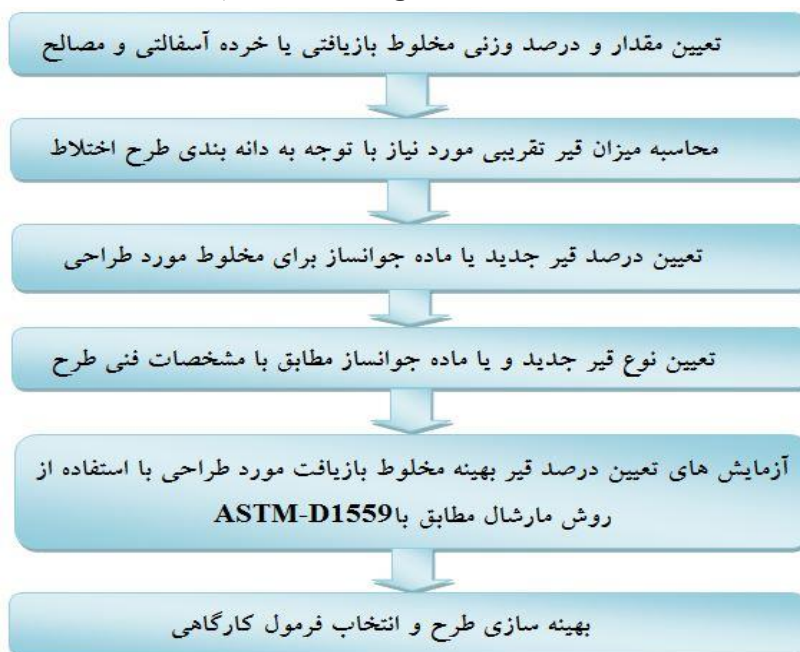 تعیین مقدار و درصد وزنی مخلوط بازیافتی یا خرده آسفالتی و مصالح
محاسبه میزان قیر تقریبی مورد نیاز با توجه به دانه بندی طرح اختلاط
تعیین درصد قیر جدید یا ماده جوانساز برای مخلوط مورد طراحی
تعیین نوع قیر جدید و یا ماده جوانساز مطابق با مشخصات فنی طرح
آزمایش های تعیین درصد قیر بهینه مخلوط بازیافت مورد طراحی با استفاده از
روش مارشال مطابق با ASTM-D1559
بهینه سازی طرح و انتخاب فرمول کارگاهی